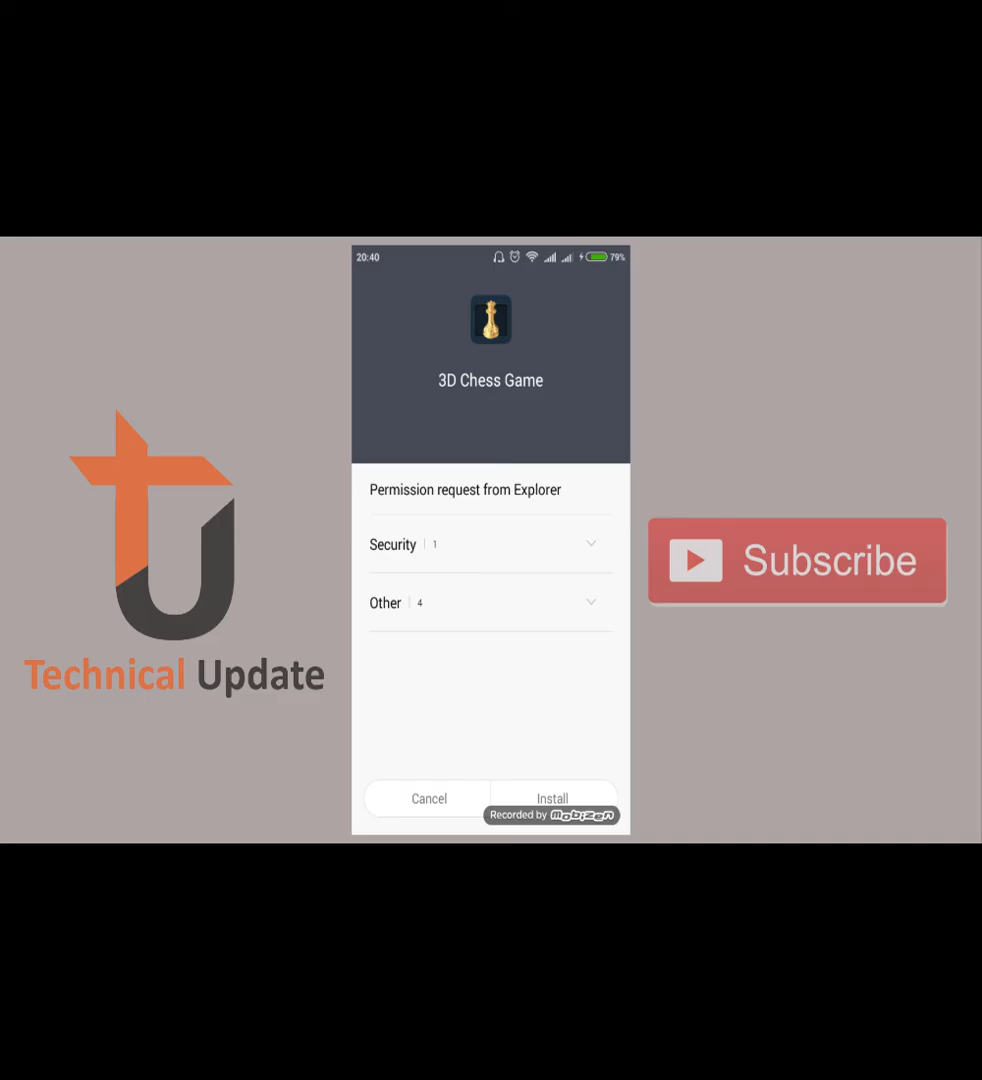 20:40
79%
3D Chess Game
Permission request from Explorer
Security 1
Other 4
Technical Update
Subscribe
Cancel
Install
Recorded by mobizen